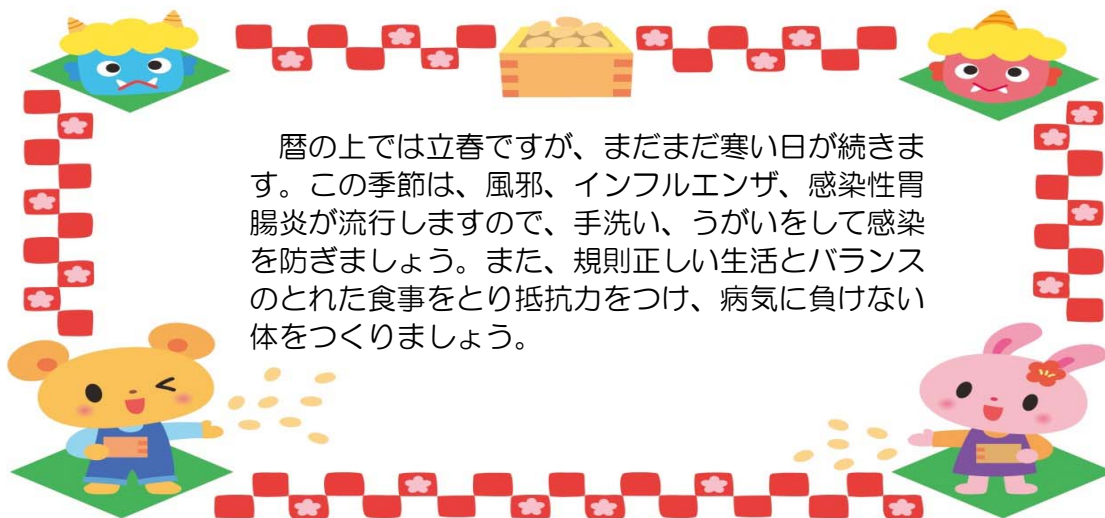 暦の上では立春ですが、まだまだ寒い日が続きま
す。この季節は、風邪、インフルエンザ、感染性胃
腸炎が流行しますので、手洗い、うがいをして感染
を防ぎましょう。また、規則正しい生活とバランス
のとれた食事をとり抵抗力をつけ、病気に負けない
体をつくりましょう。